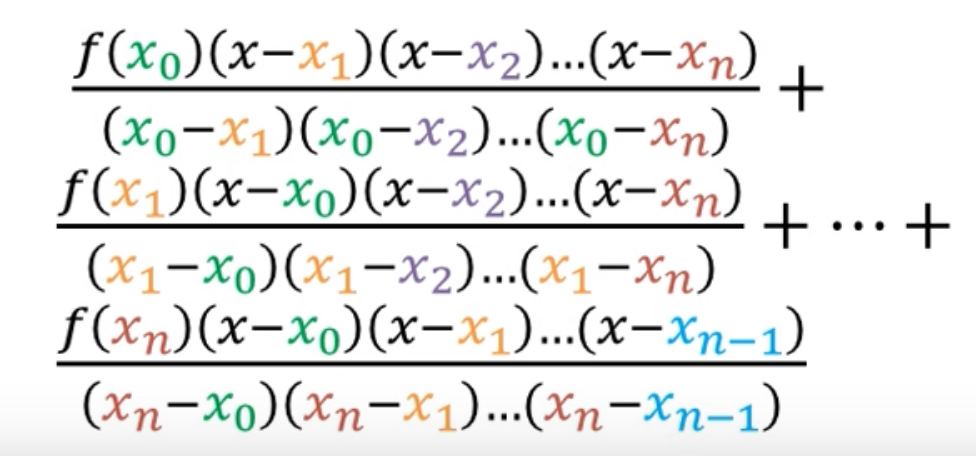 f(x₀)(x−x₁)(x−x₂)...(x−xₙ)
(x₀−x₁)(x₀−x₂)...(x₀−xₙ) +
f(x₁)(x−x₀)(x−x₂)...(x−xₙ)
(x₁−x₀)(x₁−x₂)...(x₁−xₙ) + ⋯ +
f(xₙ)(x−x₀)(x−x₁)...(x−xₙ₋₁)
(xₙ−x₀)(xₙ−x₁)...(xₙ−xₙ₋₁)